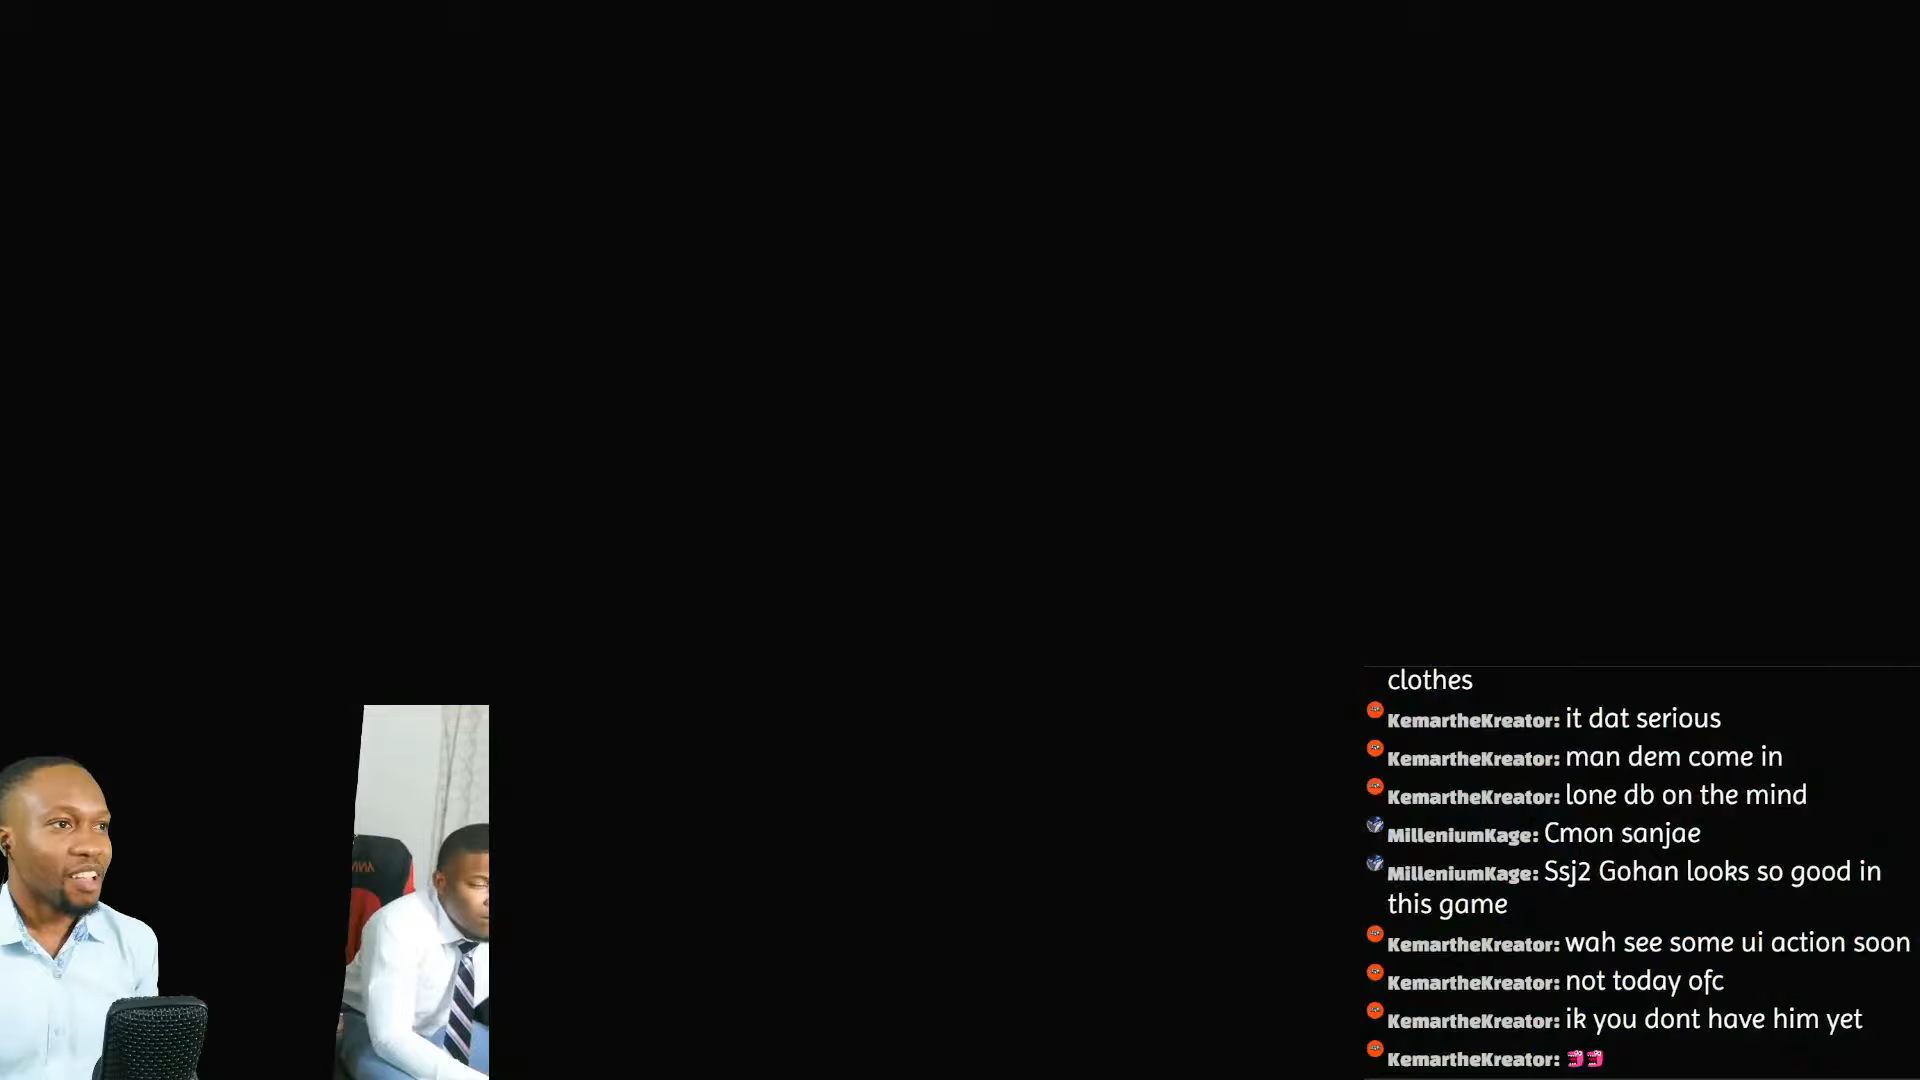 clothes
KemartheKreator: it dat serious
KemartheKreator: man dem come in
KemartheKreator: lone db on the mind
MilleniumKage: Cmon sanjae
MilleniumKage: Ssj2 Gohan looks so good in
this game
KemartheKreator: wah see some ui action soon
KemartheKreator: not today ofc
KemartheKreator: ik you dont have him yet
KemartheKreator: